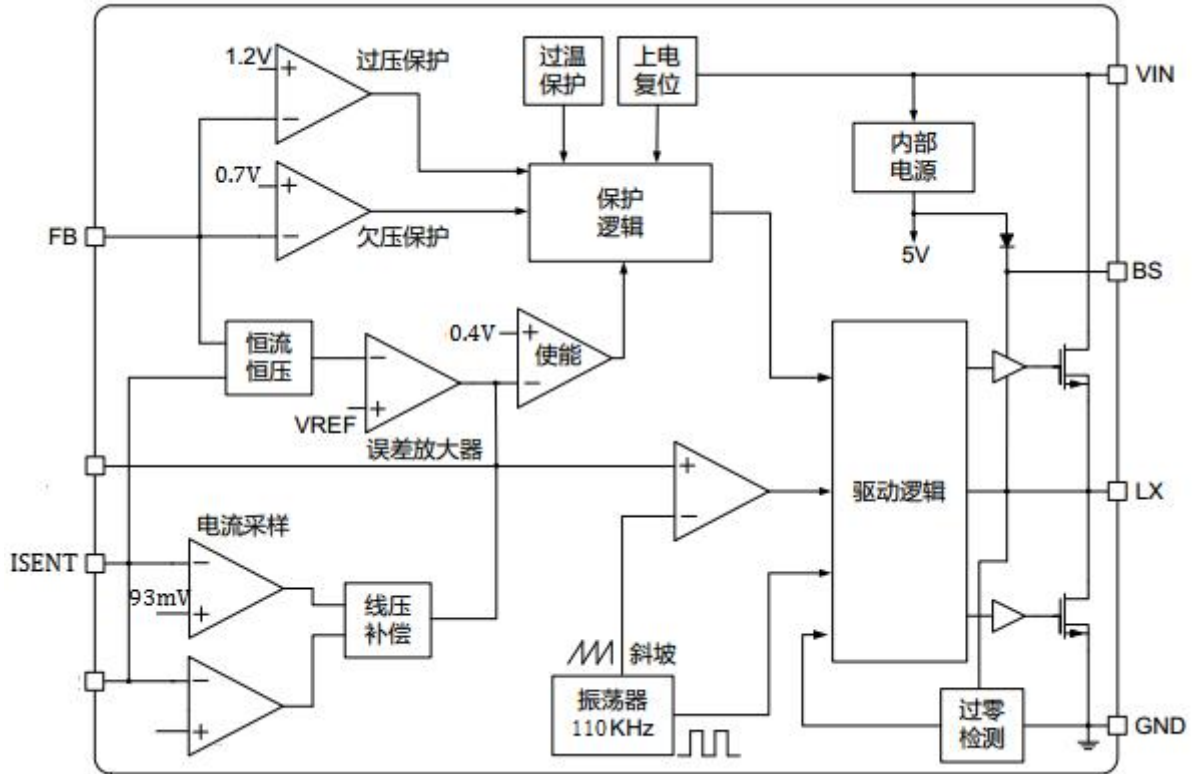 1.2V
过压保护
过温
保护
上电
复位
VIN
内部
电源
0.7V
保护
逻辑
FB
欠压保护
5V
BS
恒流
恒压
0.4V
使能
VREF
误差放大器
驱动逻辑
LX
电流采样
ISENT
93mV
线压
补偿
斜坡
振荡器
110KHz
过零
检测
GND